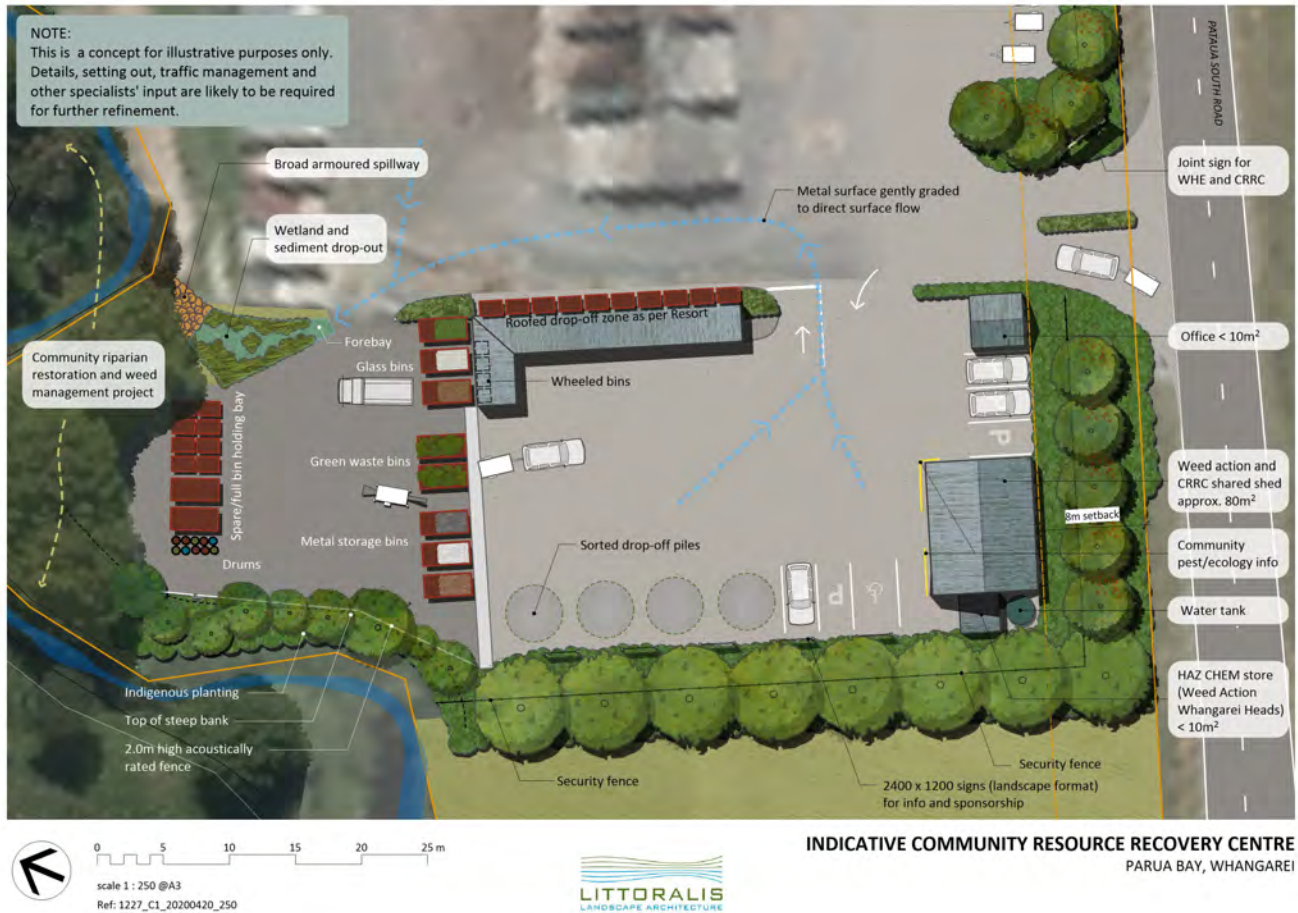 NOTE:
This is a concept for illustrative purposes only.
Details, setting out, traffic management and
other specialists' input are likely to be required
for further refinement.
PATAUA SOUTH ROAD
Broad armoured spillway
Joint sign for
WHE and CRRC
Metal surface gently graded
to direct surface flow
Wetland and
sediment drop-out
Roofed drop-off zone as per Resort
Forebay
Office < 10m²
Glass bins
Community riparian
restoration and weed
management project
Wheeled bins
Spare/full bin holding bay
P
Green waste bins
Weed action and
CRRC shared shed
approx. 80m²
8m setback
Metal storage bins
Sorted drop-off piles
Community
pest/ecology info
Drums
P
Water tank
Indigenous planting
Top of steep bank
2.0m high acoustically
rated fence
HAZ CHEM store
(Weed Action
Whangarei Heads)
< 10m²
Security fence
Security fence
2400 x 1200 signs (landscape format)
for info and sponsorship
INDICATIVE COMMUNITY RESOURCE RECOVERY CENTRE
PARUA BAY, WHANGAREI
0 5 10 15 20 25 m
scale 1 : 250 @A3
Ref: 1227_C1_20200420_250
LITTORALIS
LANDSCAPE ARCHITECTURE